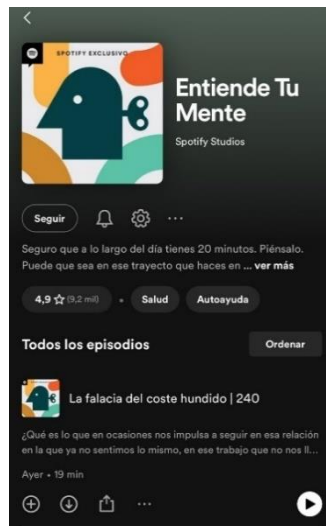 SPOTIFY EXCLUSIVO
Entiende Tu
Mente
Spotify Studios
Seguir
Seguro que a lo largo del día tienes 20 minutos. Piénsalo.
Puede que sea en ese trayecto que haces en ... ver más
4,9 (9,2 mil) • Salud Autoayuda
Todos los episodios Ordenar
La falacia del coste hundido | 240
¿Qué es lo que en ocasiones nos impulsa a seguir en esa relación
en la que ya no sentimos lo mismo, en ese trabajo que no nos ll...
Ayer • 19 min